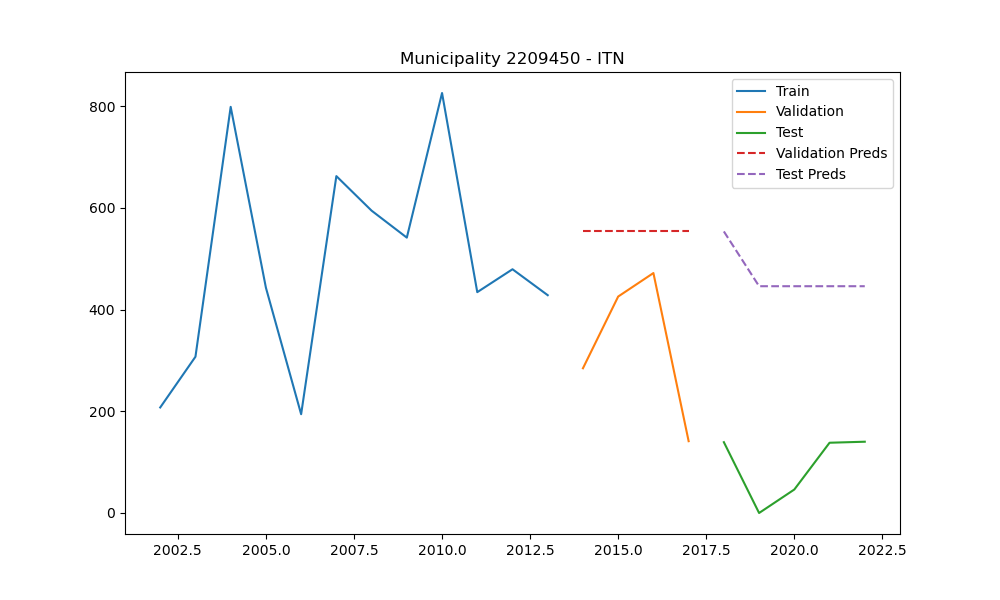 Municipality 2209450 - ITN
Train
Validation
Test
Validation Preds
Test Preds
800
600
400
200
0
2002.5 2005.0 2007.5 2010.0 2012.5 2015.0 2017.5 2020.0 2022.5